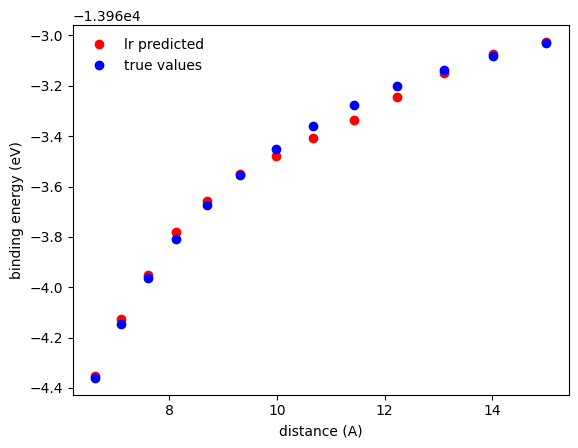 −1.396e4
lr predicted
true values
−3.0
−3.2
−3.4
−3.6
−3.8
−4.0
−4.2
−4.4
binding energy (eV)
8
10
12
14
distance (A)